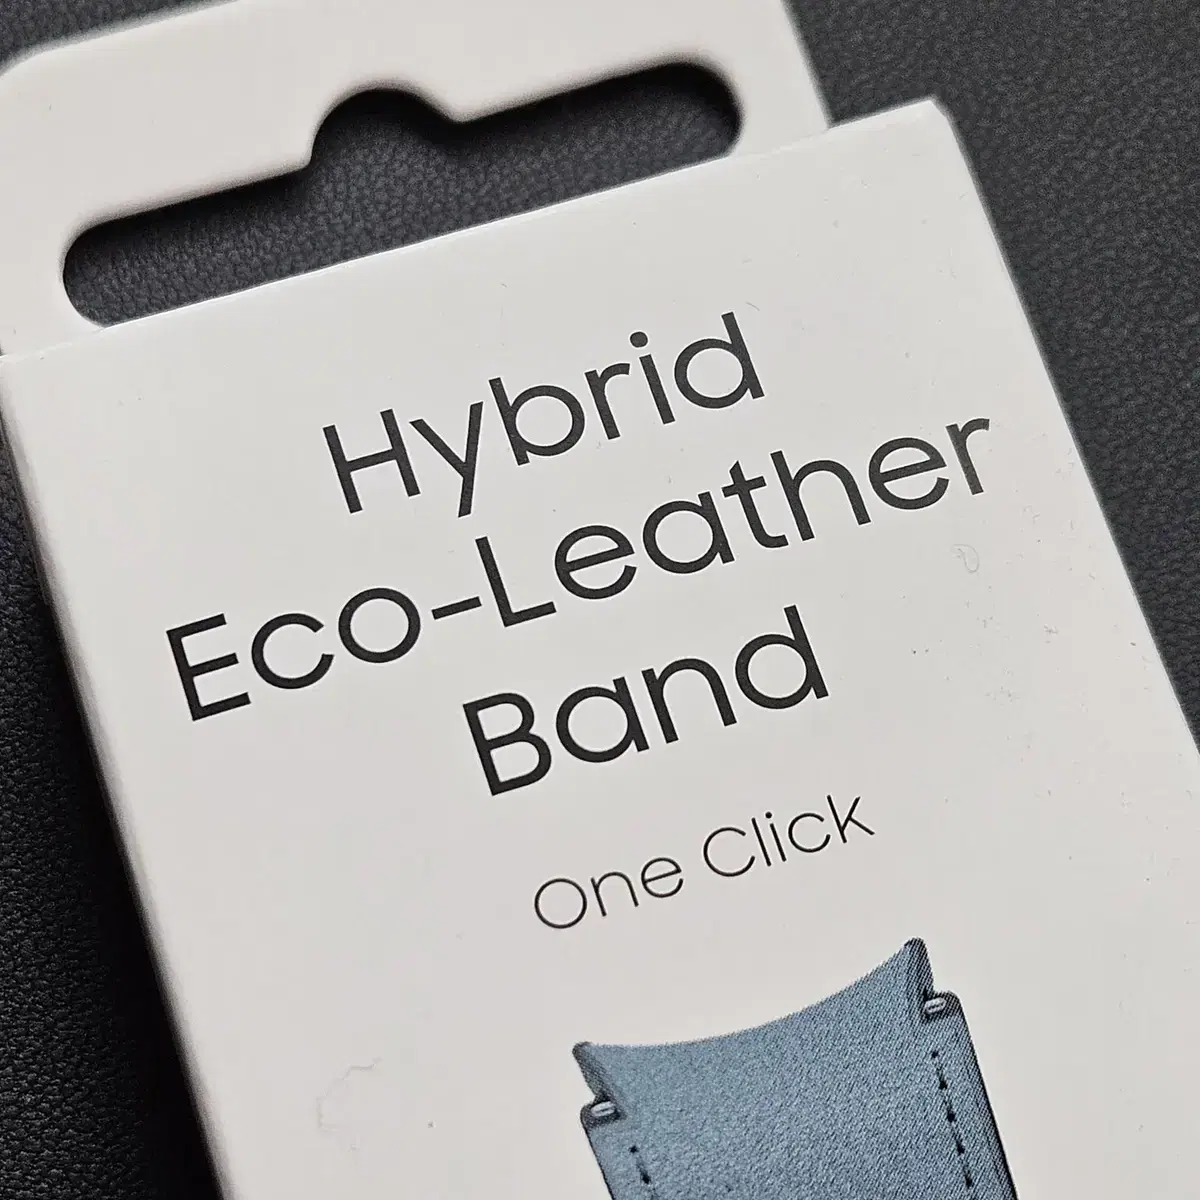 Hybrid
Eco-Leather
Band
One Click